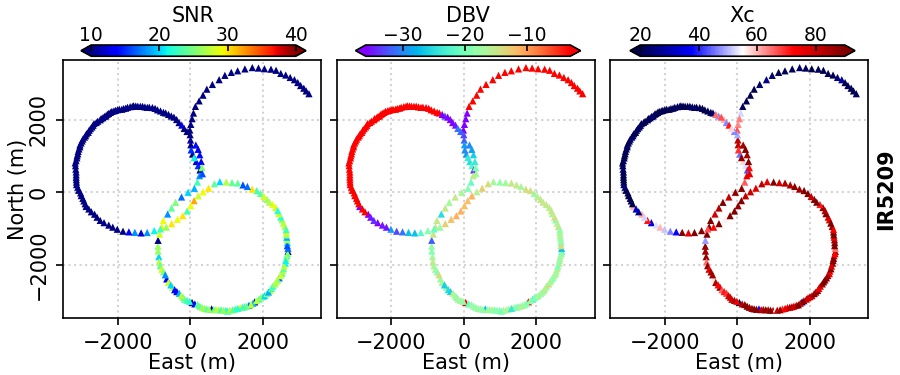 SNR DBV Xc
10 20 30 40 −30 −20 −10 20 40 60 80
North (m)
2000
0
−2000
−2000 0 2000 −2000 0 2000 −2000 0 2000
East (m) East (m) East (m)
IR5209